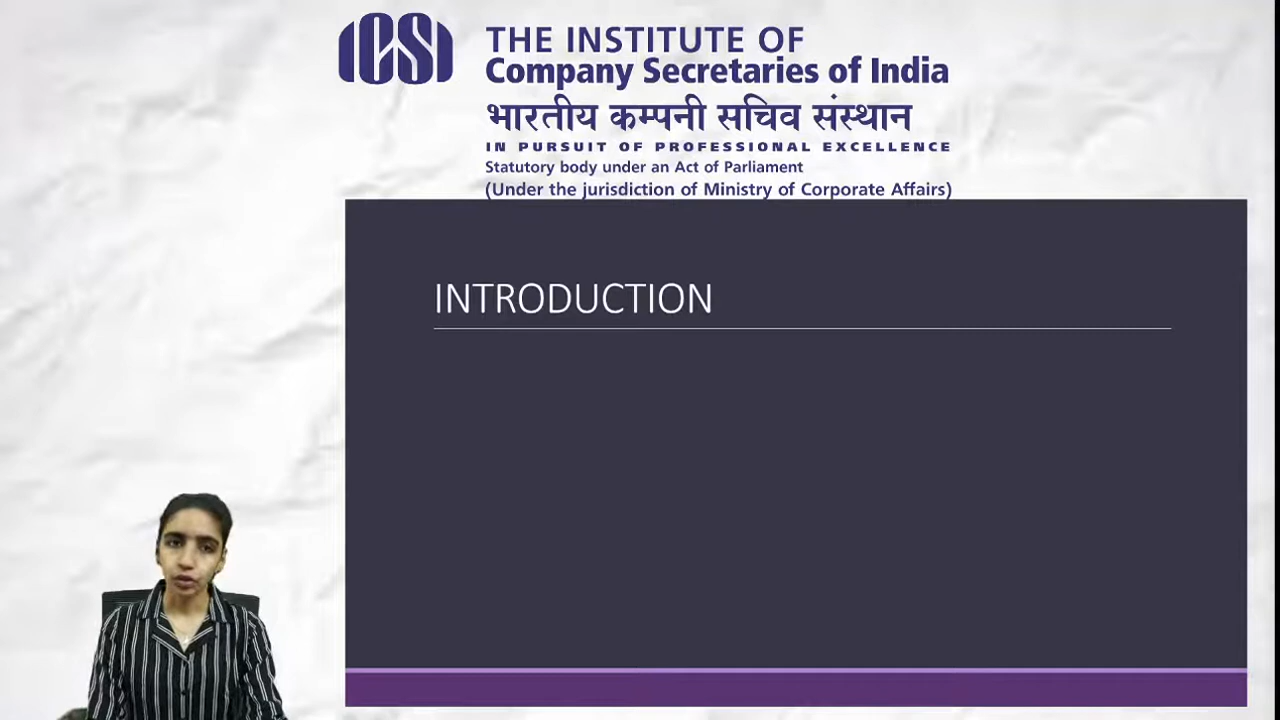 ICSI
THE INSTITUTE OF
Company Secretaries of India
भारतीय कम्पनी सचिव संस्थान
IN PURSUIT OF PROFESSIONAL EXCELLENCE
Statutory body under an Act of Parliament
(Under the jurisdiction of Ministry of Corporate Affairs)
INTRODUCTION